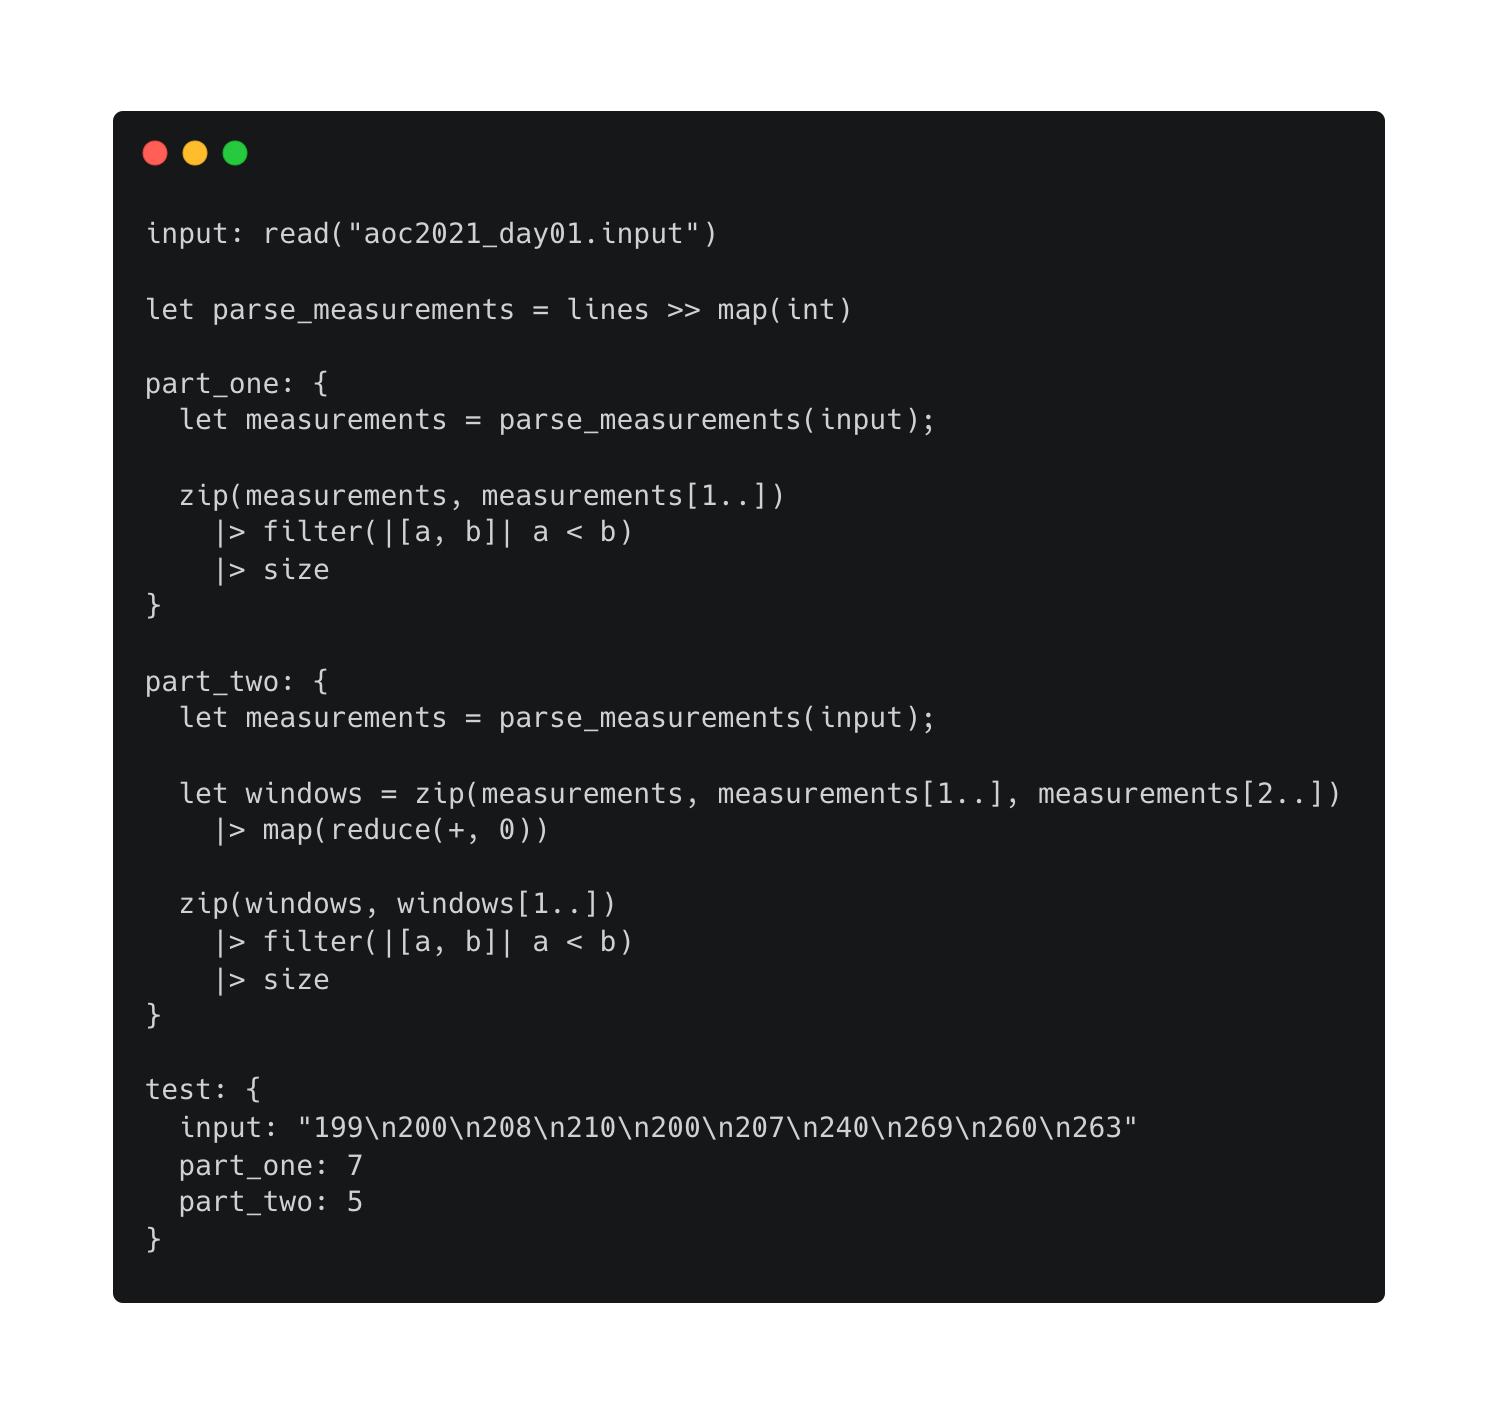 input: read("aoc2021_day01.input")
let parse_measurements = lines >> map(int)
part_one: {
  let measurements = parse_measurements(input);
  zip(measurements, measurements[1..])
    |> filter(|[a, b]| a < b)
    |> size
}
part_two: {
  let measurements = parse_measurements(input);
  let windows = zip(measurements, measurements[1..], measurements[2..])
    |> map(reduce(+, 0))
  zip(windows, windows[1..])
    |> filter(|[a, b]| a < b)
    |> size
}
test: {
  input: "199\n200\n208\n210\n200\n207\n240\n269\n260\n263"
  part_one: 7
  part_two: 5
}